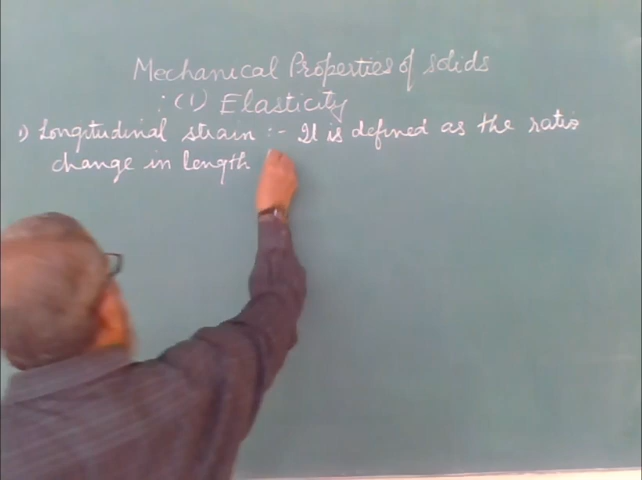 Mechanical Properties of solids
: (1) Elasticity
1) Longitudinal strain :- It is defined as the ratio
change in length